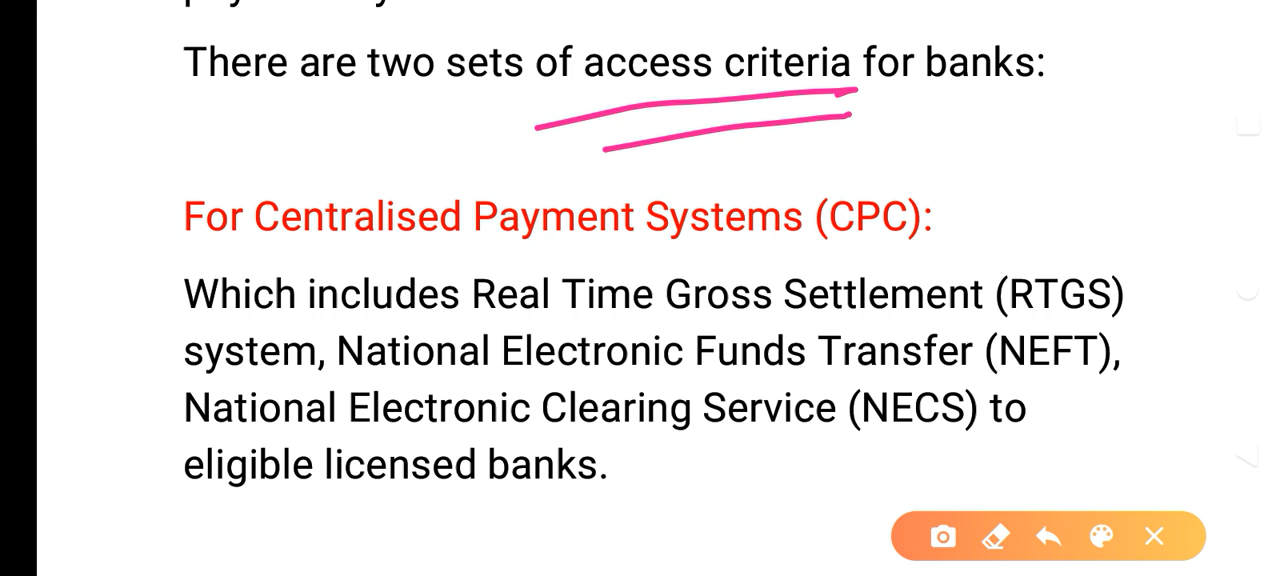 There are two sets of access criteria for banks:
For Centralised Payment Systems (CPC):
Which includes Real Time Gross Settlement (RTGS)
system, National Electronic Funds Transfer (NEFT),
National Electronic Clearing Service (NECS) to
eligible licensed banks.